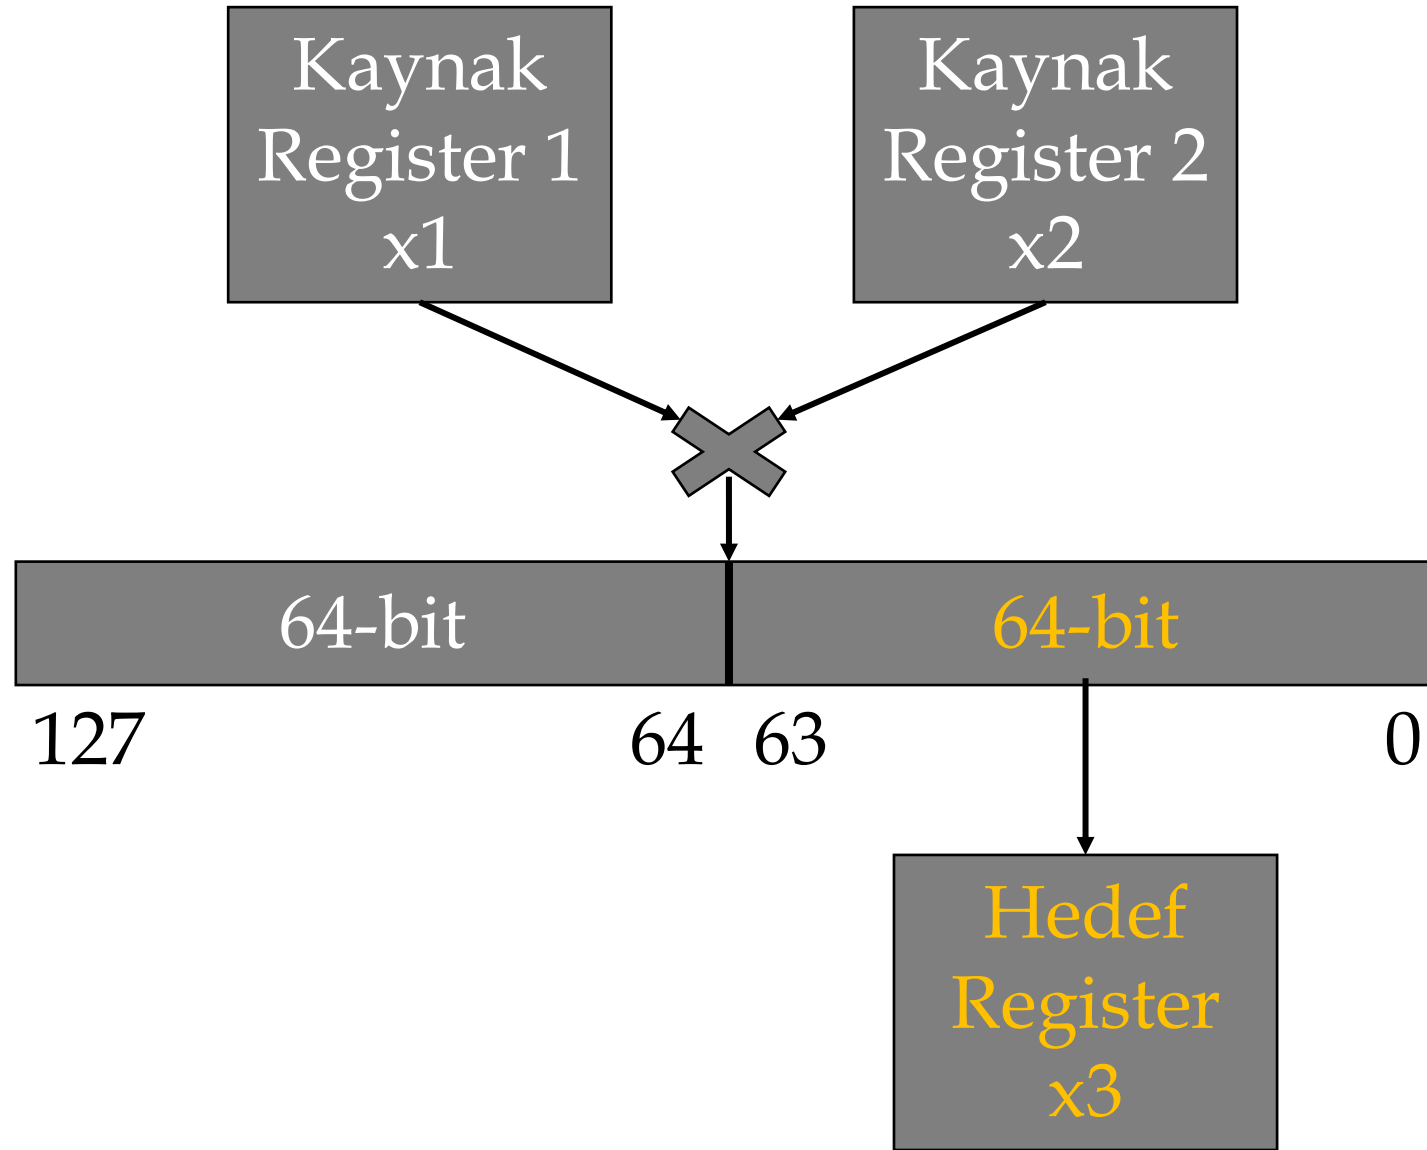 Kaynak
Register 1
x1
Kaynak
Register 2
x2
64-bit
64-bit
127
64
63
0
Hedef
Register
x3